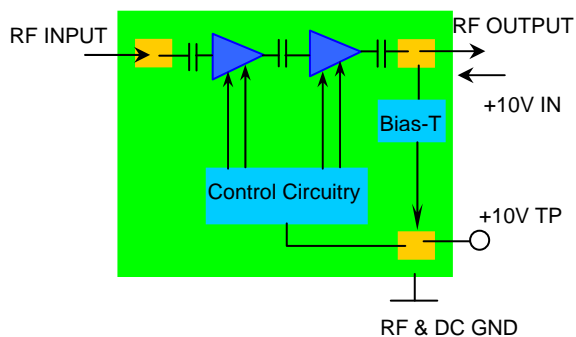 RF INPUT
RF OUTPUT
+10V IN
Bias-T
Control Circuitry
+10V TP
RF & DC GND